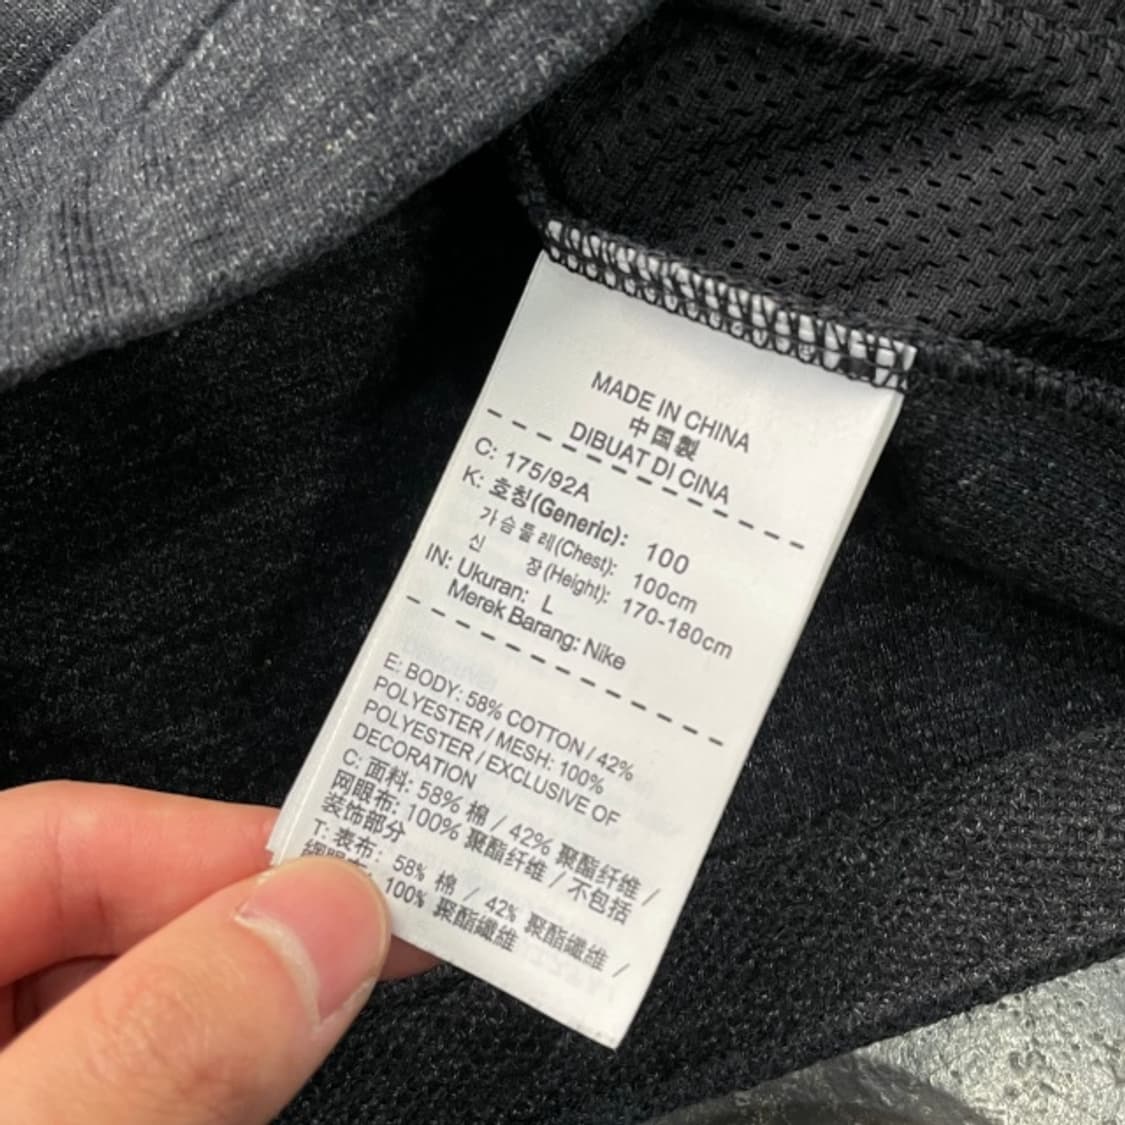 MADE IN CHINA
中国製
DIBUAT DI CINA
C: 175/92A
K: 호칭(Generic): 100
가슴둘레(Chest): 100cm
신 장(Height): 170-180cm
IN: Ukuran: L
Merek Barang: Nike
E: BODY: 58% COTTON / 42%
POLYESTER / MESH: 100%
POLYESTER / EXCLUSIVE OF
DECORATION
C: 面料: 58% 棉 / 42% 聚酯纤维 /
网眼布: 100% 聚酯纤维 / 不包括
装饰部分
T: 表布: 58% 棉 / 42% 聚酯纖維 /
100% 聚酯纖維